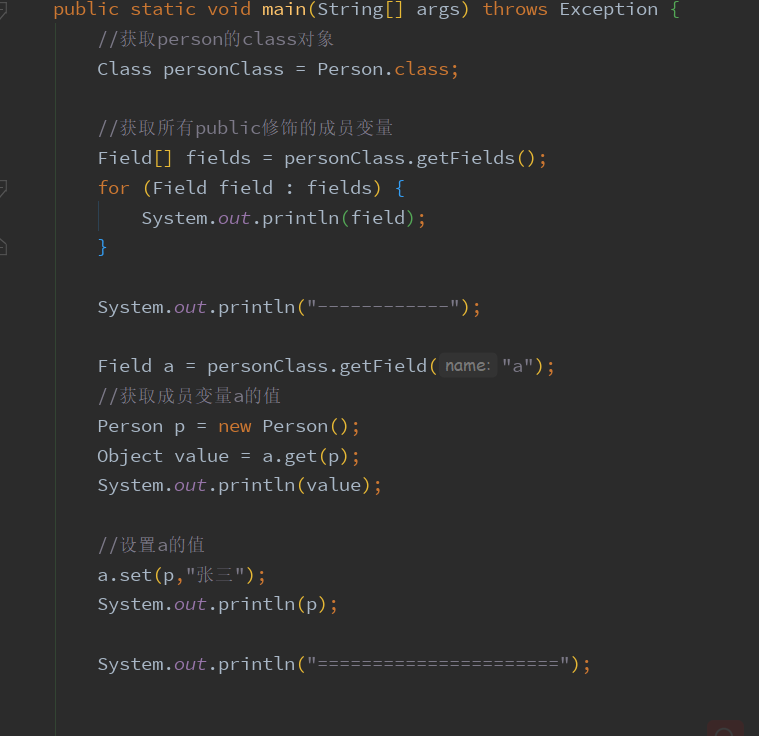 public static void main(String[] args) throws Exception {
//获取person的class对象
Class personClass = Person.class;
//获取所有public修饰的成员变量
Field[] fields = personClass.getFields();
for (Field field : fields) {
System.out.println(field);
}
System.out.println("------------");
Field a = personClass.getField( name: "a");
//获取成员变量a的值
Person p = new Person();
Object value = a.get(p);
System.out.println(value);
//设置a的值
a.set(p,"张三");
System.out.println(p);
System.out.println("======================");